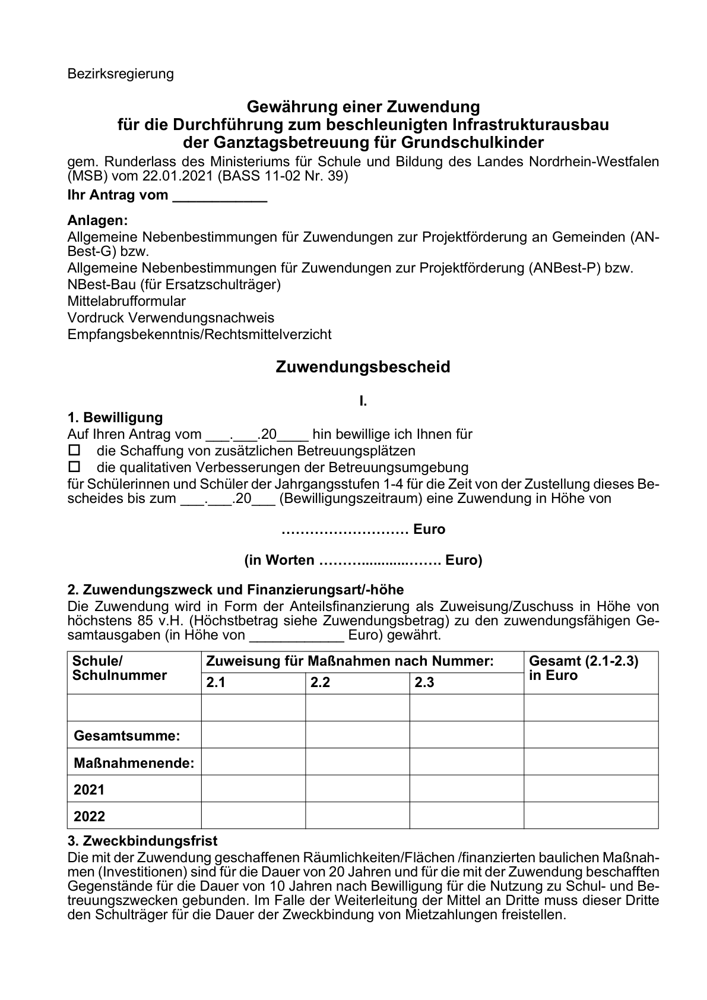 Bezirksregierung
Gewährung einer Zuwendung
für die Durchführung zum beschleunigten Infrastrukturausbau
der Ganztagsbetreuung für Grundschulkinder
gem. Runderlass des Ministeriums für Schule und Bildung des Landes Nordrhein-Westfalen
(MSB) vom 22.01.2021 (BASS 11-02 Nr. 39)
Ihr Antrag vom ____________
Anlagen:
Allgemeine Nebenbestimmungen für Zuwendungen zur Projektförderung an Gemeinden (AN-
Best-G) bzw.
Allgemeine Nebenbestimmungen für Zuwendungen zur Projektförderung (ANBest-P) bzw.
NBest-Bau (für Ersatzschulträger)
Mittelabrufformular
Vordruck Verwendungsnachweis
Empfangsbekenntnis/Rechtsmittelverzicht
Zuwendungsbescheid
I.
1. Bewilligung
Auf Ihren Antrag vom ___.___.20____ hin bewillige ich Ihnen für
☐ die Schaffung von zusätzlichen Betreuungsplätzen
☐ die qualitativen Verbesserungen der Betreuungsumgebung
für Schülerinnen und Schüler der Jahrgangsstufen 1-4 für die Zeit von der Zustellung dieses Be-
scheides bis zum ___.___.20___ (Bewilligungszeitraum) eine Zuwendung in Höhe von
……………………… Euro
(in Worten ………............……. Euro)
2. Zuwendungszweck und Finanzierungsart/-höhe
Die Zuwendung wird in Form der Anteilsfinanzierung als Zuweisung/Zuschuss in Höhe von
höchstens 85 v.H. (Höchstbetrag siehe Zuwendungsbetrag) zu den zuwendungsfähigen Ge-
samtausgaben (in Höhe von ____________ Euro) gewährt.
Schule/
Schulnummer
Zuweisung für Maßnahmen nach Nummer:
Gesamt (2.1-2.3)
in Euro
2.1 2.2 2.3
Gesamtsumme:
Maßnahmenende:
2021
2022
3. Zweckbindungsfrist
Die mit der Zuwendung geschaffenen Räumlichkeiten/Flächen /finanzierten baulichen Maßnah-
men (Investitionen) sind für die Dauer von 20 Jahren und für die mit der Zuwendung beschafften
Gegenstände für die Dauer von 10 Jahren nach Bewilligung für die Nutzung zu Schul- und Be-
treuungszwecken gebunden. Im Falle der Weiterleitung der Mittel an Dritte muss dieser Dritte
den Schulträger für die Dauer der Zweckbindung von Mietzahlungen freistellen.